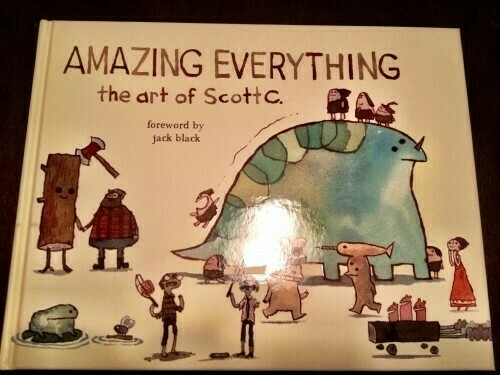 AMAZING EVERYTHING
the art of Scott C.
foreword by
jack black